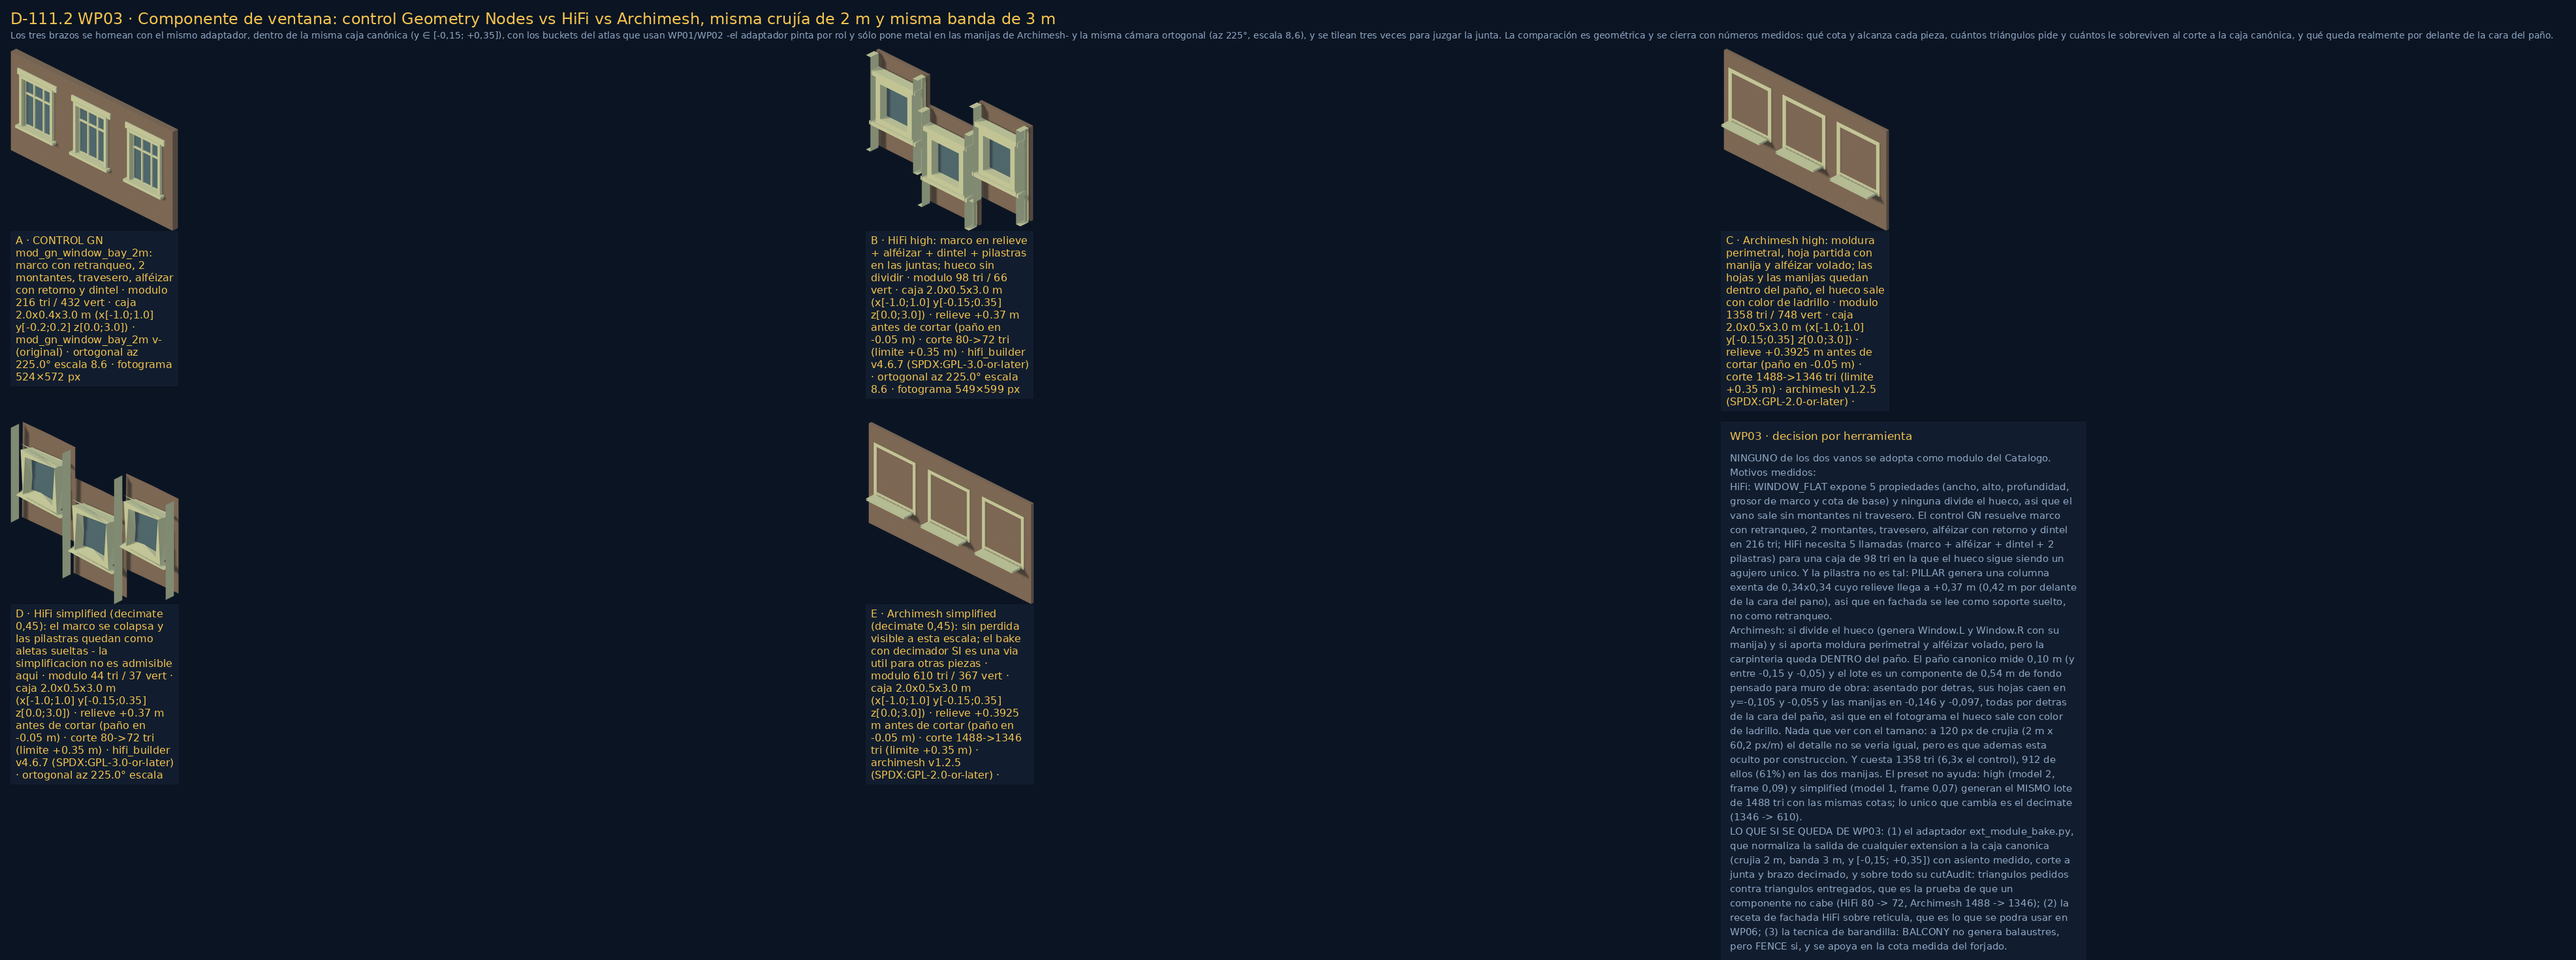 D-111.2 WP03 · Componente de ventana: control Geometry Nodes vs HiFi vs Archimesh, misma crujía de 2 m y misma banda de 3 m
Los tres brazos se hornean con el mismo adaptador, dentro de la misma caja canónica (y ∈ [-0,15; +0,35]), con los buckets del atlas que usan WP01/WP02 -el adaptador pinta por rol y sólo pone metal en las manijas de Archimesh- y la misma cámara ortogonal (az 225°, escala 8,6), y se tilean tres veces para juzgar la junta. La comparación es geométrica y se cierra con números medidos: qué cota y alcanza cada pieza, cuántos triángulos pide y cuántos le sobreviven al corte a la caja canónica, y qué queda realmente por delante de la cara del paño.
A · CONTROL GN
mod_gn_window_bay_2m:
marco con retranqueo, 2
montantes, travesero, alféizar
con retorno y dintel · modulo
216 tri / 432 vert · caja
2.0x0.4x3.0 m (x[-1.0;1.0]
y[-0.2;0.2] z[0.0;3.0]) ·
mod_gn_window_bay_2m v-
(original) · ortogonal az
225.0° escala 8.6 · fotograma
524×572 px
B · HiFi high: marco en relieve
+ alféizar + dintel + pilastras
en las juntas; hueco sin
dividir · modulo 98 tri / 66
vert · caja 2.0x0.5x3.0 m
(x[-1.0;1.0] y[-0.15;0.35]
z[0.0;3.0]) · relieve +0.37 m
antes de cortar (paño en
-0.05 m) · corte 80->72 tri
(limite +0.35 m) · hifi_builder
v4.6.7 (SPDX:GPL-3.0-or-later)
· ortogonal az 225.0° escala
8.6 · fotograma 549×599 px
C · Archimesh high: moldura
perimetral, hoja partida con
manija y alféizar volado; las
hojas y las manijas quedan
dentro del paño, el hueco sale
con color de ladrillo · modulo
1358 tri / 748 vert · caja
2.0x0.5x3.0 m (x[-1.0;1.0]
y[-0.15;0.35] z[0.0;3.0]) ·
relieve +0.3925 m antes de
cortar (paño en -0.05 m) ·
corte 1488->1346 tri (limite
+0.35 m) · archimesh v1.2.5
(SPDX:GPL-2.0-or-later) ·
D · HiFi simplified (decimate
0,45): el marco se colapsa y
las pilastras quedan como
aletas sueltas - la
simplificacion no es admisible
aqui · modulo 44 tri / 37 vert ·
caja 2.0x0.5x3.0 m
(x[-1.0;1.0] y[-0.15;0.35]
z[0.0;3.0]) · relieve +0.37 m
antes de cortar (paño en
-0.05 m) · corte 80->72 tri
(limite +0.35 m) · hifi_builder
v4.6.7 (SPDX:GPL-3.0-or-later)
· ortogonal az 225.0° escala
E · Archimesh simplified
(decimate 0,45): sin perdida
visible a esta escala; el bake
con decimador SI es una via
util para otras piezas ·
modulo 610 tri / 367 vert ·
caja 2.0x0.5x3.0 m
(x[-1.0;1.0] y[-0.15;0.35]
z[0.0;3.0]) · relieve +0.3925
m antes de cortar (paño en
-0.05 m) · corte 1488->1346
tri (limite +0.35 m) ·
archimesh v1.2.5
(SPDX:GPL-2.0-or-later) ·
WP03 · decision por herramienta
NINGUNO de los dos vanos se adopta como modulo del Catalogo.
Motivos medidos:
HiFi: WINDOW_FLAT expone 5 propiedades (ancho, alto, profundidad,
grosor de marco y cota de base) y ninguna divide el hueco, asi que el
vano sale sin montantes ni travesero. El control GN resuelve marco
con retranqueo, 2 montantes, travesero, alféizar con retorno y dintel
en 216 tri; HiFi necesita 5 llamadas (marco + alféizar + dintel + 2
pilastras) para una caja de 98 tri en la que el hueco sigue siendo un
agujero unico. Y la pilastra no es tal: PILLAR genera una columna
exenta de 0,34x0,34 cuyo relieve llega a +0,37 m (0,42 m por delante
de la cara del pano), asi que en fachada se lee como soporte suelto,
no como retranqueo.
Archimesh: si divide el hueco (genera Window.L y Window.R con su
manija) y si aporta moldura perimetral y alféizar volado, pero la
carpinteria queda DENTRO del paño. El paño canonico mide 0,10 m (y
entre -0,15 y -0,05) y el lote es un componente de 0,54 m de fondo
pensado para muro de obra: asentado por detras, sus hojas caen en
y=-0,105 y -0,055 y las manijas en -0,146 y -0,097, todas por detras
de la cara del paño, asi que en el fotograma el hueco sale con color
de ladrillo. Nada que ver con el tamano: a 120 px de crujia (2 m x
60,2 px/m) el detalle no se veria igual, pero es que ademas esta
oculto por construccion. Y cuesta 1358 tri (6,3x el control), 912 de
ellos (61%) en las dos manijas. El preset no ayuda: high (model 2,
frame 0,09) y simplified (model 1, frame 0,07) generan el MISMO lote
de 1488 tri con las mismas cotas; lo unico que cambia es el decimate
(1346 -> 610).
LO QUE SI SE QUEDA DE WP03: (1) el adaptador ext_module_bake.py,
que normaliza la salida de cualquier extension a la caja canonica
(crujia 2 m, banda 3 m, y [-0,15; +0,35]) con asiento medido, corte a
junta y brazo decimado, y sobre todo su cutAudit: triangulos pedidos
contra triangulos entregados, que es la prueba de que un
componente no cabe (HiFi 80 -> 72, Archimesh 1488 -> 1346); (2) la
receta de fachada HiFi sobre reticula, que es lo que se podra usar en
WP06; (3) la tecnica de barandilla: BALCONY no genera balaustres,
pero FENCE si, y se apoya en la cota medida del forjado.